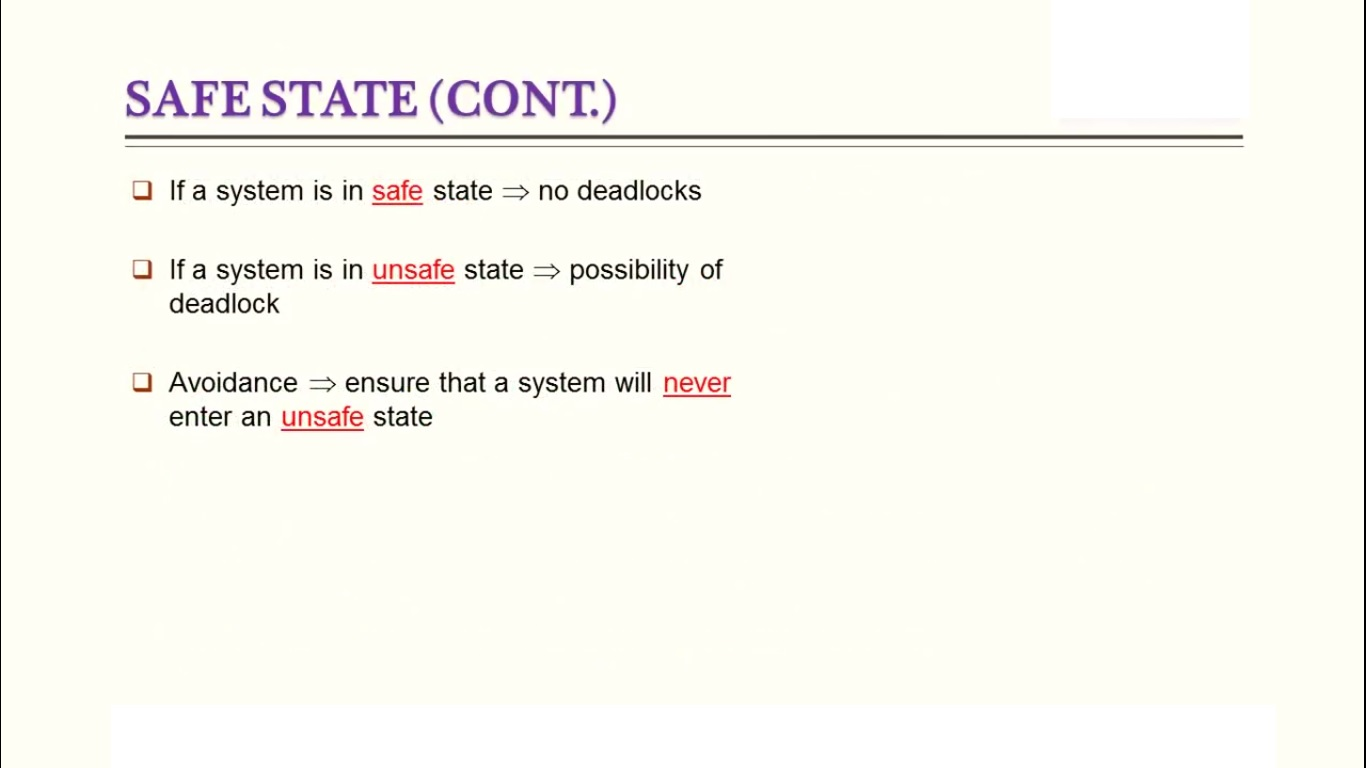 SAFE STATE (CONT.)
❑ If a system is in safe state ⇒ no deadlocks
❑ If a system is in unsafe state ⇒ possibility of
deadlock
❑ Avoidance ⇒ ensure that a system will never
enter an unsafe state